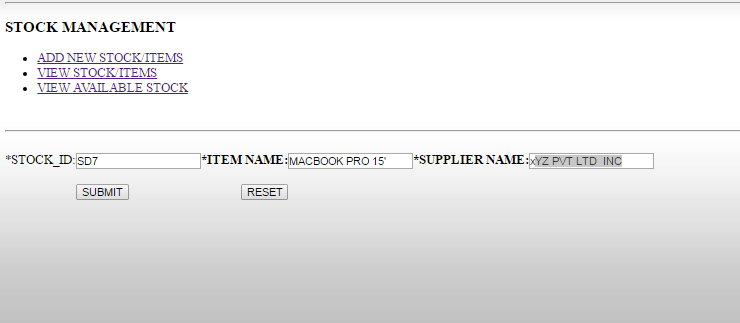 STOCK MANAGEMENT
ADD NEW STOCK/ITEMS
VIEW STOCK/ITEMS
VIEW AVAILABLE STOCK
*STOCK_ID: SD7 *ITEM NAME: MACBOOK PRO 15' *SUPPLIER NAME: xYZ PVT LTD INC
SUBMIT RESET